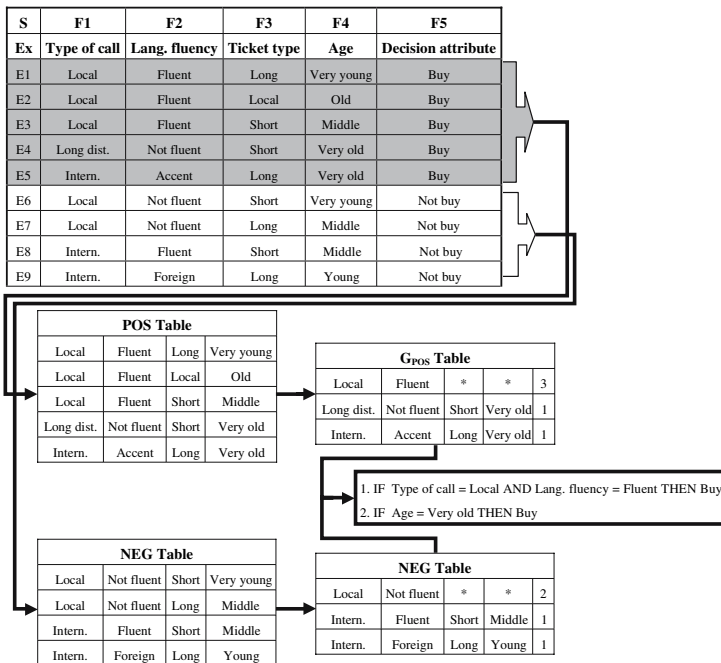 S F1 F2 F3 F4 F5
Ex Type of call Lang. fluency Ticket type Age Decision attribute
E1 Local Fluent Long Very young Buy
E2 Local Fluent Local Old Buy
E3 Local Fluent Short Middle Buy
E4 Long dist. Not fluent Short Very old Buy
E5 Intern. Accent Long Very old Buy
E6 Local Not fluent Short Very young Not buy
E7 Local Not fluent Long Middle Not buy
E8 Intern. Fluent Short Middle Not buy
E9 Intern. Foreign Long Young Not buy
POS Table
Local Fluent Long Very young
Local Fluent Local Old
Local Fluent Short Middle
Long dist. Not fluent Short Very old
Intern. Accent Long Very old
GPOS Table
Local Fluent * * 3
Long dist. Not fluent Short Very old 1
Intern. Accent Long Very old 1
1. IF Type of call = Local AND Lang. fluency = Fluent THEN Buy
2. IF Age = Very old THEN Buy
NEG Table
Local Not fluent Short Very young
Local Not fluent Long Middle
Intern. Fluent Short Middle
Intern. Foreign Long Young
NEG Table
Local Not fluent * * 2
Intern. Fluent Short Middle 1
Intern. Foreign Long Young 1